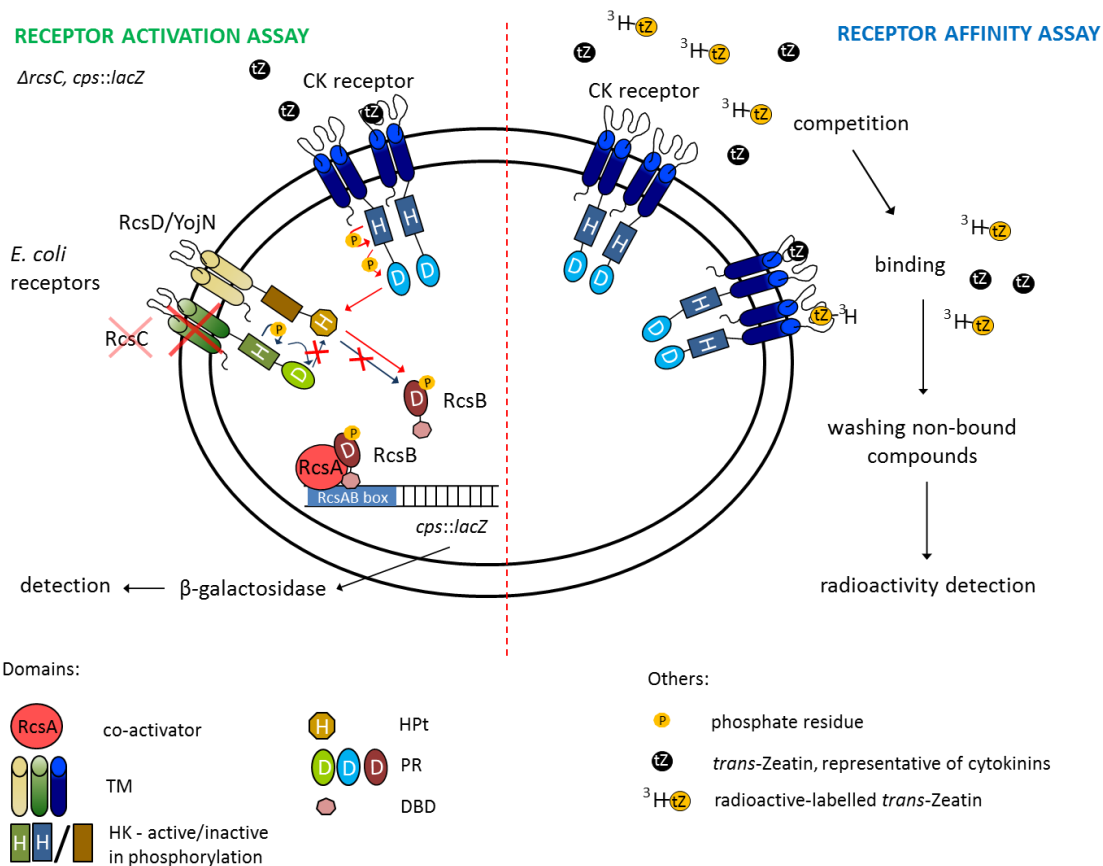 RECEPTOR ACTIVATION ASSAY
ΔrcsC, cps::lacZ
tZ
tZ
tZ
CK receptor
H
H
P
P
D
D
RcsD/YojN
E. coli
receptors
RcsC
H
P
H
D
D
P
RcsB
P
D
RcsB
RcsA
RcsAB box
cps::lacZ
detection
β-galactosidase
RECEPTOR AFFINITY ASSAY
3H-tZ
3H-tZ
3H-tZ
tZ
tZ
tZ
CK receptor
competition
H
H
D
D
3H-tZ
binding
tZ
tZ
3H-tZ
tZ
tZ-3H
H
H
D
D
washing non-bound
compounds
radioactivity detection
Domains:
RcsA
co-activator
TM
H H /
HK - active/inactive
in phosphorylation
H
HPt
D D D
PR
DBD
Others:
P
phosphate residue
tZ
trans-Zeatin, representative of cytokinins
3H-tZ
radioactive-labelled trans-Zeatin